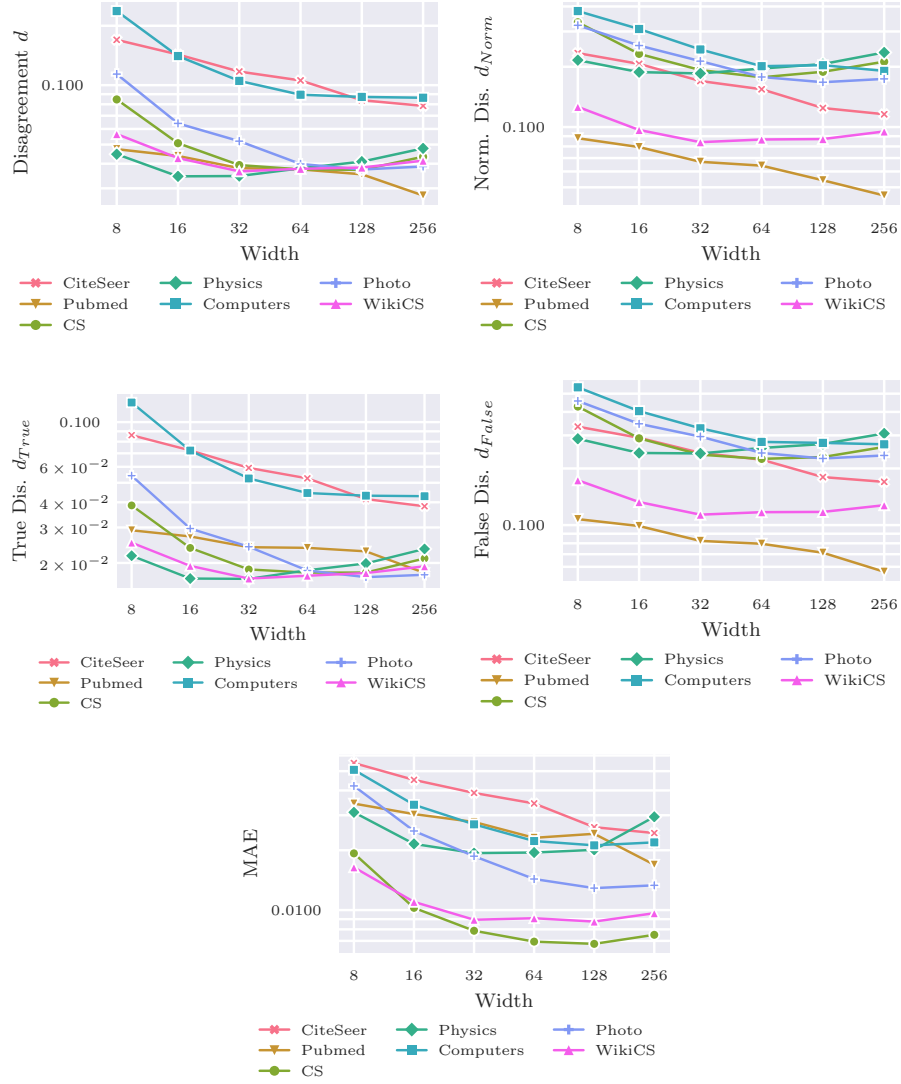 Disagreement d
0.100
8 16 32 64 128 256
Width
CiteSeer Physics Photo
Pubmed Computers WikiCS
CS
Norm. Dis. d_Norm
0.100
8 16 32 64 128 256
Width
CiteSeer Physics Photo
Pubmed Computers WikiCS
CS
True Dis. d_True
0.100
6 × 10⁻²
4 × 10⁻²
3 × 10⁻²
2 × 10⁻²
8 16 32 64 128 256
Width
CiteSeer Physics Photo
Pubmed Computers WikiCS
CS
False Dis. d_False
0.100
8 16 32 64 128 256
Width
CiteSeer Physics Photo
Pubmed Computers WikiCS
CS
MAE
0.0100
8 16 32 64 128 256
Width
CiteSeer Physics Photo
Pubmed Computers WikiCS
CS